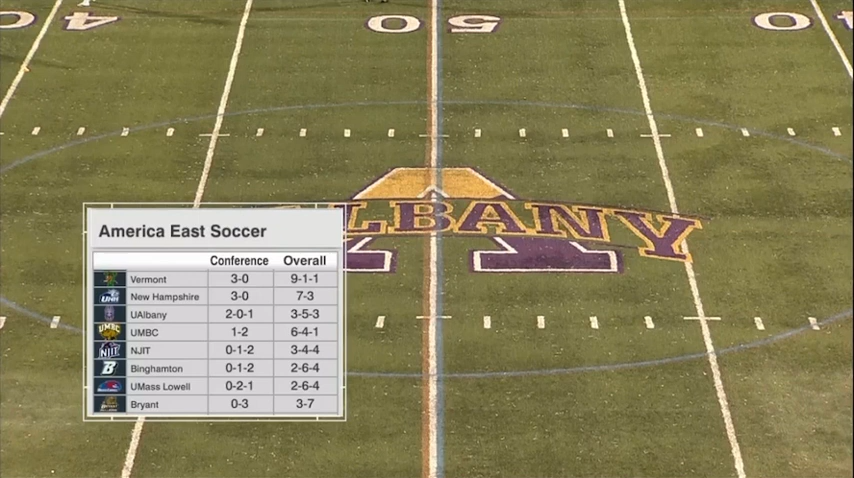 40
50
40
ALBANY
America East Soccer
Conference Overall
Vermont 3-0 9-1-1
UNH New Hampshire 3-0 7-3
UAlbany 2-0-1 3-5-3
UMBC UMBC 1-2 6-4-1
NJIT NJIT 0-1-2 3-4-4
B Binghamton 0-1-2 2-6-4
UMass Lowell 0-2-1 2-6-4
Bryant 0-3 3-7